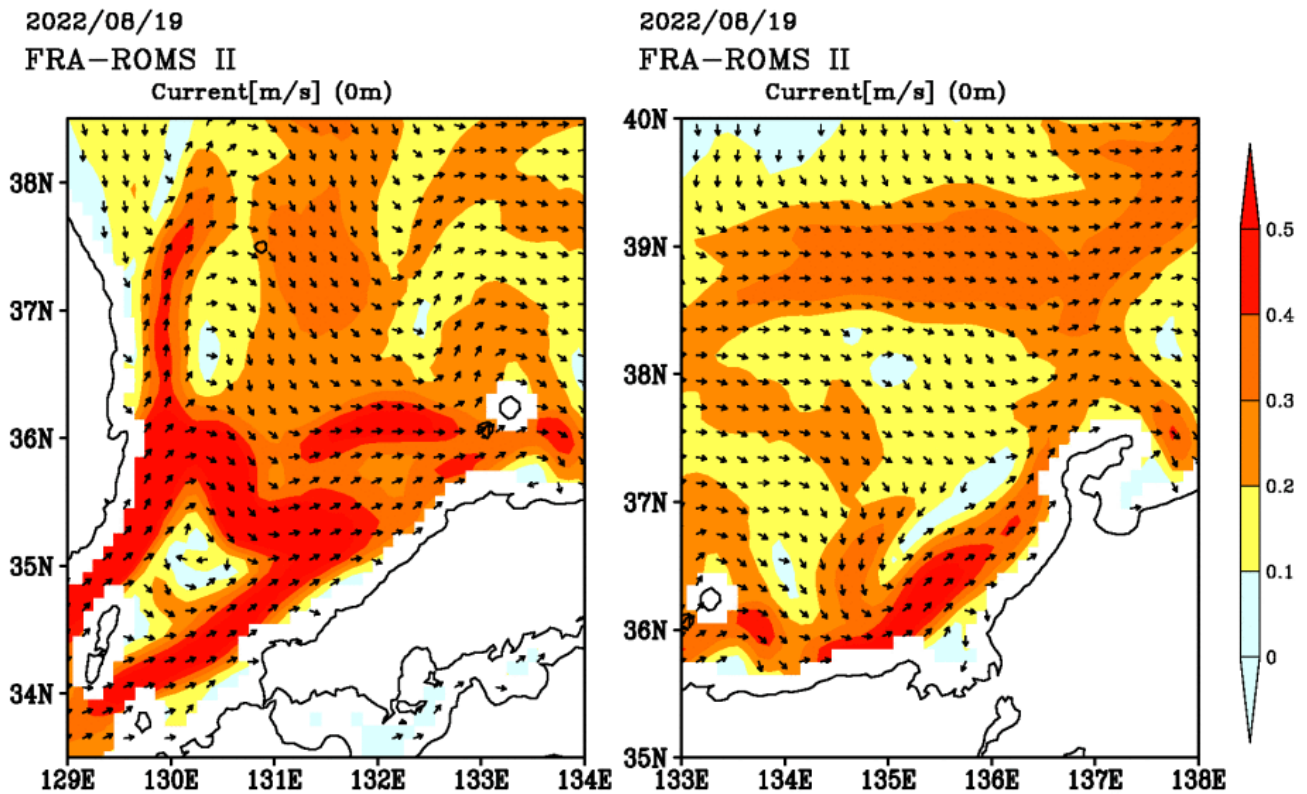 2022/08/19
FRA-ROMS II
Current[m/s] (0m)
38N
37N
36N
35N
34N
129E 130E 131E 132E 133E 134E
2022/08/19
FRA-ROMS II
Current[m/s] (0m)
40N
39N
38N
37N
36N
35N
133E 134E 135E 136E 137E 138E
0.5
0.4
0.3
0.2
0.1
0